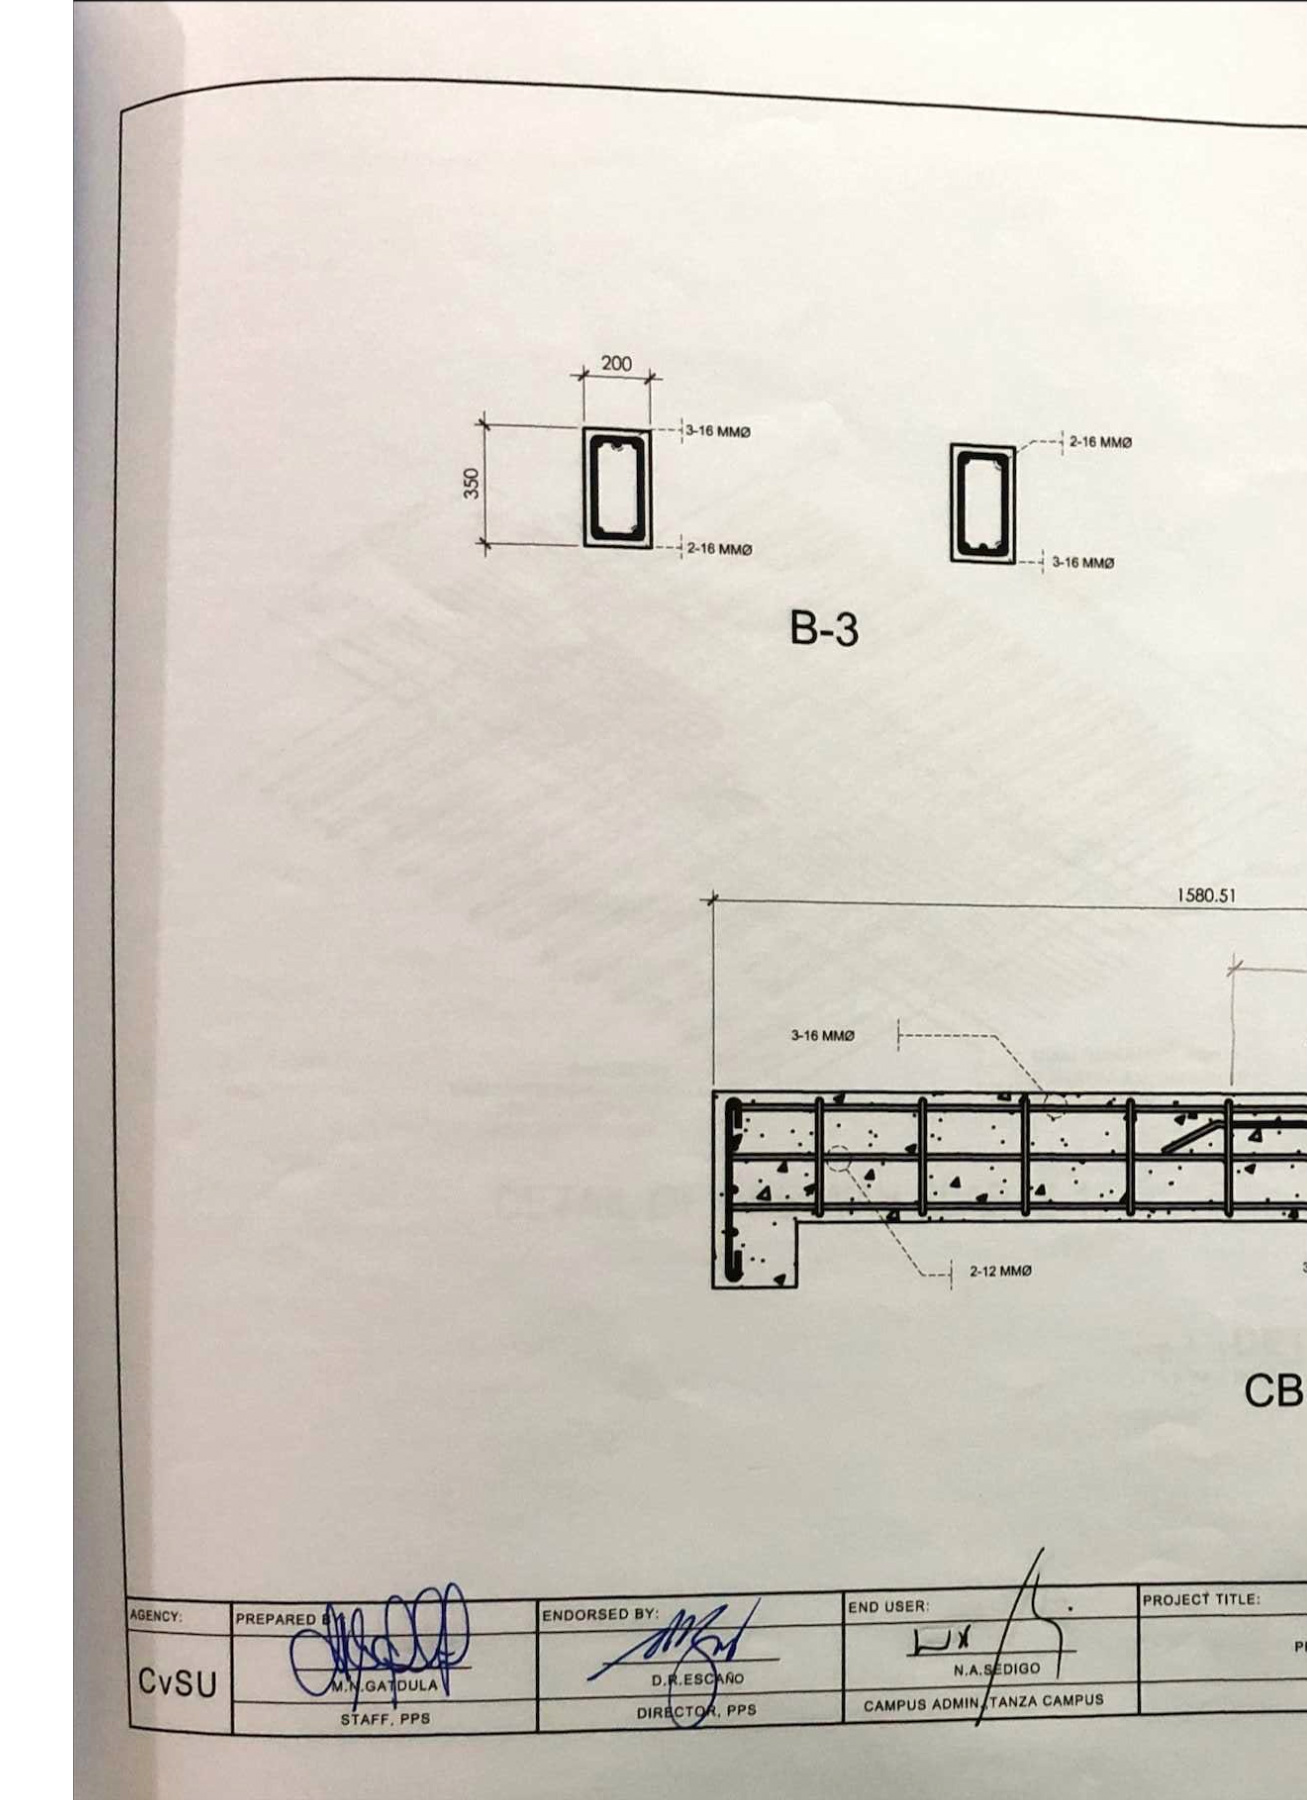 200
3-16 MMØ
2-16 MMØ
350
2-16 MMØ
3-16 MMØ
B-3
1580.51
3-16 MMØ
2-12 MMØ
CB
AGENCY:
PREPARED
ENDORSED BY:
END USER:
PROJECT TITLE:
CvSU
M.N.GATDULA
D.R.ESCAÑO
N.A.SEDIGO
STAFF, PPS
DIRECTOR, PPS
CAMPUS ADMIN, TANZA CAMPUS